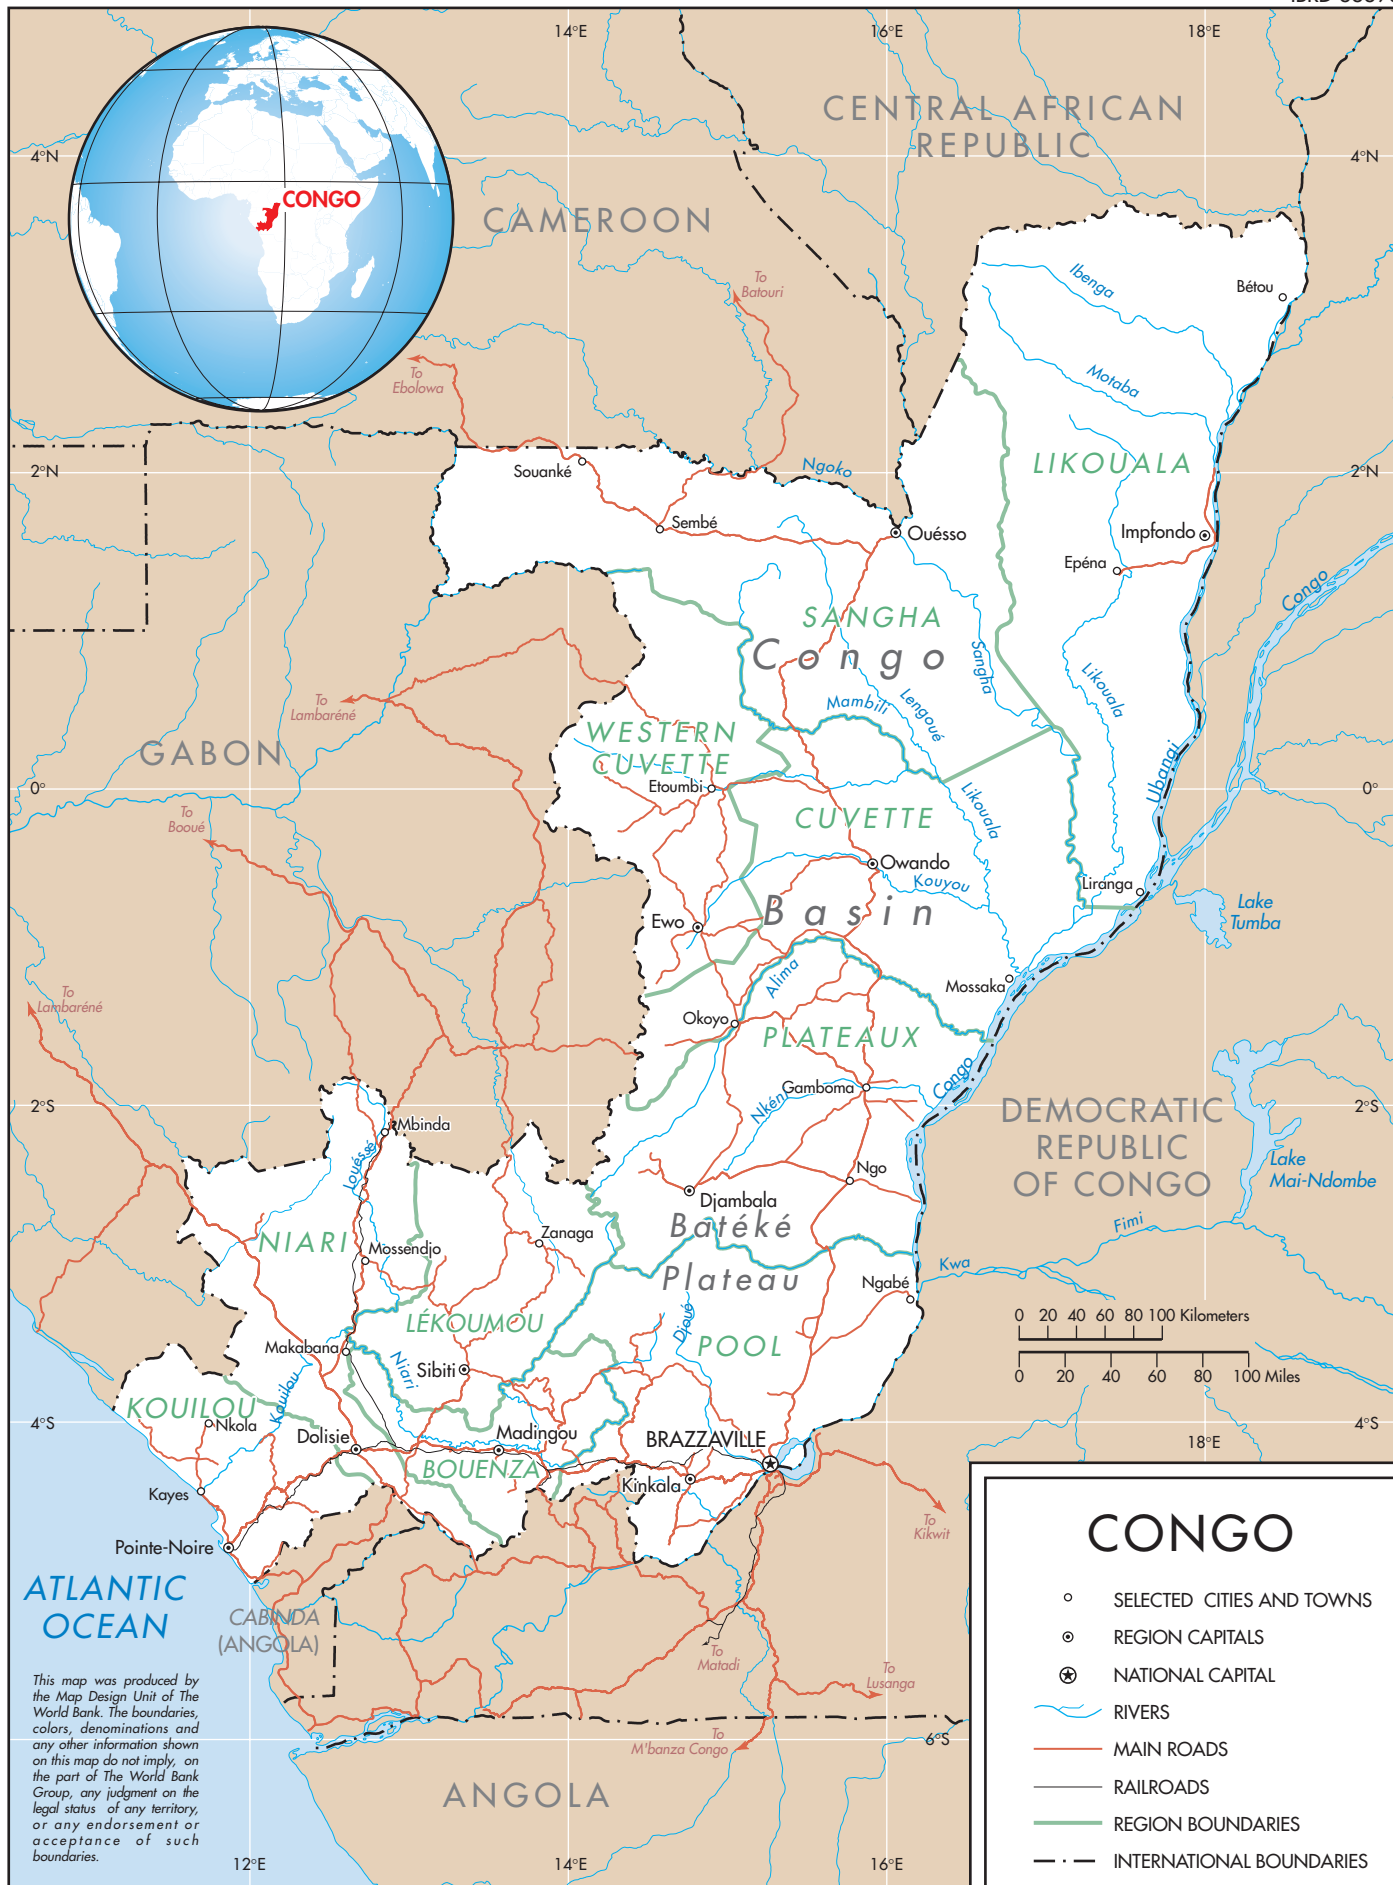 14°E
16°E
18°E
CENTRAL AFRICAN
REPUBLIC
4°N
4°N
CONGO
CAMEROON
To
Batouri
Ibenga
Bétou
To
Ebolowa
Motaba
2°N
Souanké
Ngoko
LIKOUALA
2°N
Sembé
Ouésso
Impfondo
Epéna
Congo
SANGHA
Congo
Sangha
Likouala
To
Lambaréné
Mambili
Lengoué
WESTERN
CUVETTE
GABON
Ubangi
Etoumbi
0°
0°
Likouala
To
Booué
CUVETTE
Owando
Kouyou
Liranga
Basin
Lake
Tumba
Ewo
Alima
Mossaka
To
Lambaréné
Okoyo
PLATEAUX
Congo
Gamboma
Nkéni
2°S
2°S
DEMOCRATIC
REPUBLIC
OF CONGO
Mbinda
Louéssé
Ngo
Lake
Mai-Ndombe
Djambala
Batéké
Fimi
NIARI
Zanaga
Mossendjo
Kwa
Plateau
Ngabé
0 20 40 60 80 100 Kilometers
LÉKOUMOU
Djoué
POOL
Makabana
Niari
Sibiti
0 20 40 60 80 100 Miles
KOUILOU
Kouilou
Nkola
4°S
4°S
Dolisie
Madingou
BRAZZAVILLE
18°E
BOUENZA
Kinkala
Kayes
To
Kikwit
Pointe-Noire
ATLANTIC
OCEAN
CABINDA
(ANGOLA)
To
Matadi
To
Lusanga
To
M'banza Congo
6°S
ANGOLA
12°E
14°E
16°E
This map was produced by
the Map Design Unit of The
World Bank. The boundaries,
colors, denominations and
any other information shown
on this map do not imply, on
the part of The World Bank
Group, any judgment on the
legal status of any territory,
or any endorsement or
acceptance of such
boundaries.
CONGO
SELECTED CITIES AND TOWNS
REGION CAPITALS
NATIONAL CAPITAL
RIVERS
MAIN ROADS
RAILROADS
REGION BOUNDARIES
INTERNATIONAL BOUNDARIES